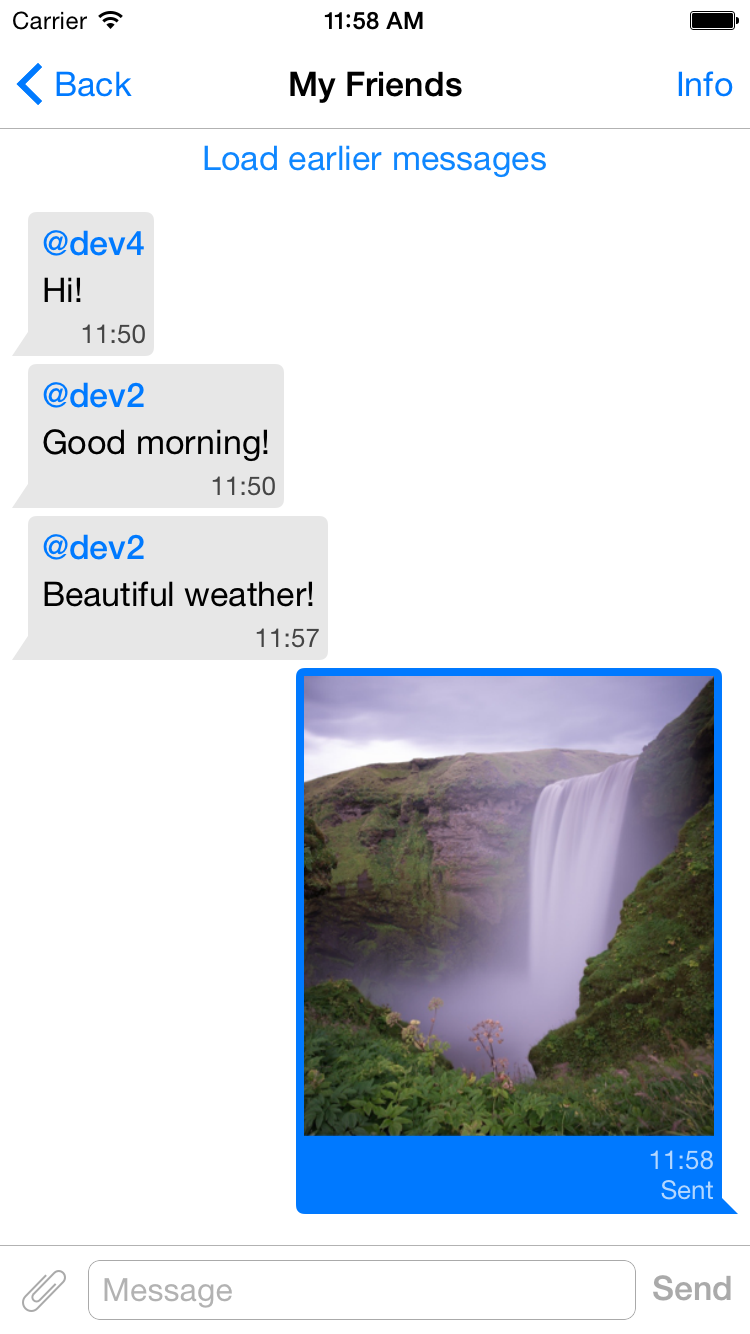 Carrier 11:58 AM
Back My Friends Info
Load earlier messages
@dev4
Hi!
11:50
@dev2
Good morning!
11:50
@dev2
Beautiful weather!
11:57
11:58
Sent
Message Send